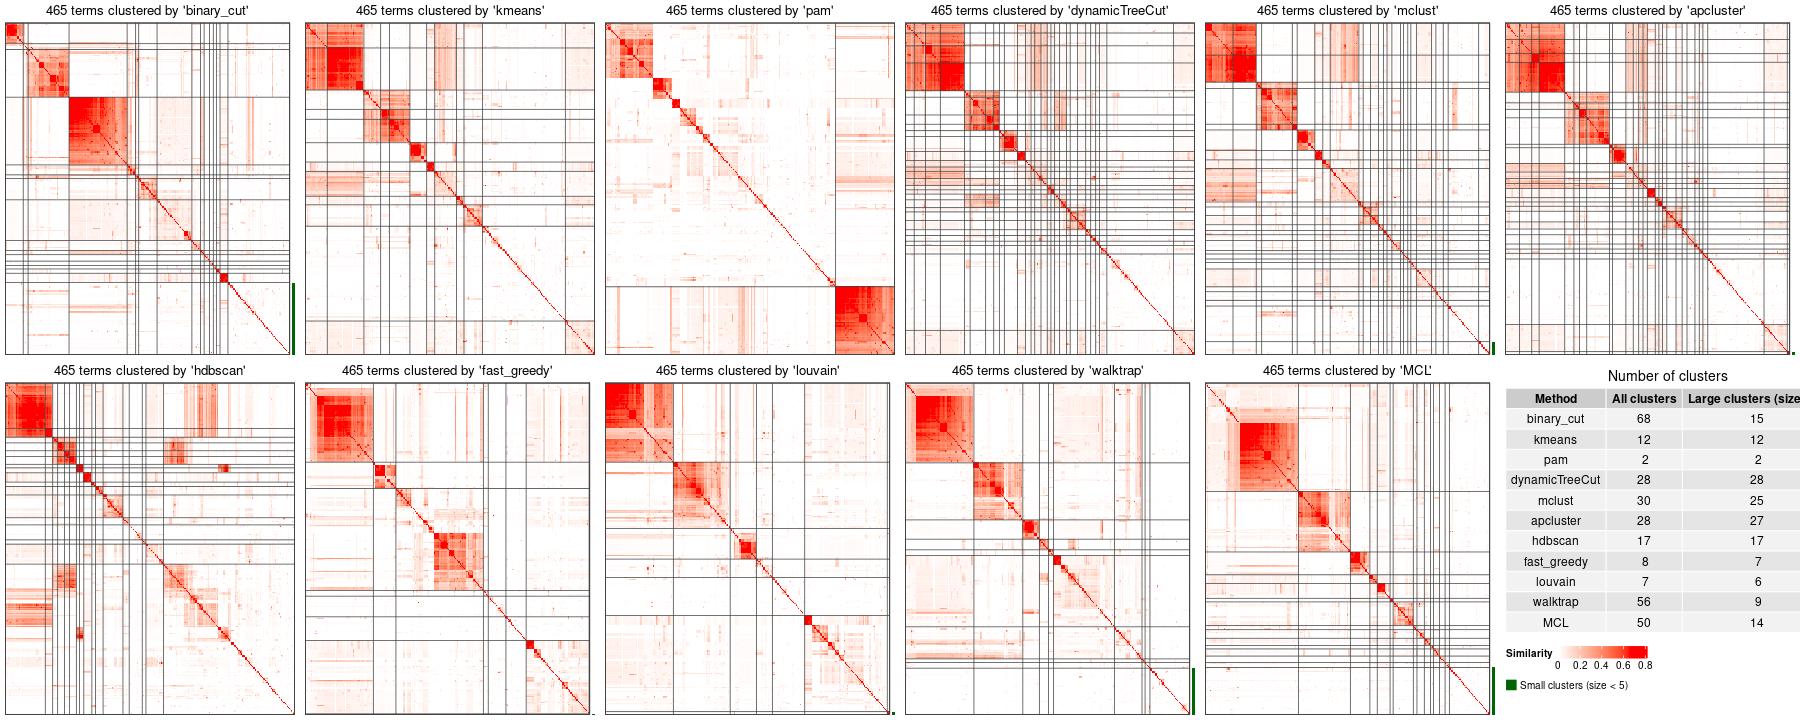 465 terms clustered by 'binary_cut'
465 terms clustered by 'kmeans'
465 terms clustered by 'pam'
465 terms clustered by 'dynamicTreeCut'
465 terms clustered by 'mclust'
465 terms clustered by 'apcluster'
465 terms clustered by 'hdbscan'
465 terms clustered by 'fast_greedy'
465 terms clustered by 'louvain'
465 terms clustered by 'walktrap'
465 terms clustered by 'MCL'
Number of clusters
Method All clusters Large clusters (size
binary_cut 68 15
kmeans 12 12
pam 2 2
dynamicTreeCut 28 28
mclust 30 25
apcluster 28 27
hdbscan 17 17
fast_greedy 8 7
louvain 7 6
walktrap 56 9
MCL 50 14
Similarity
0 0.2 0.4 0.6 0.8
Small clusters (size < 5)